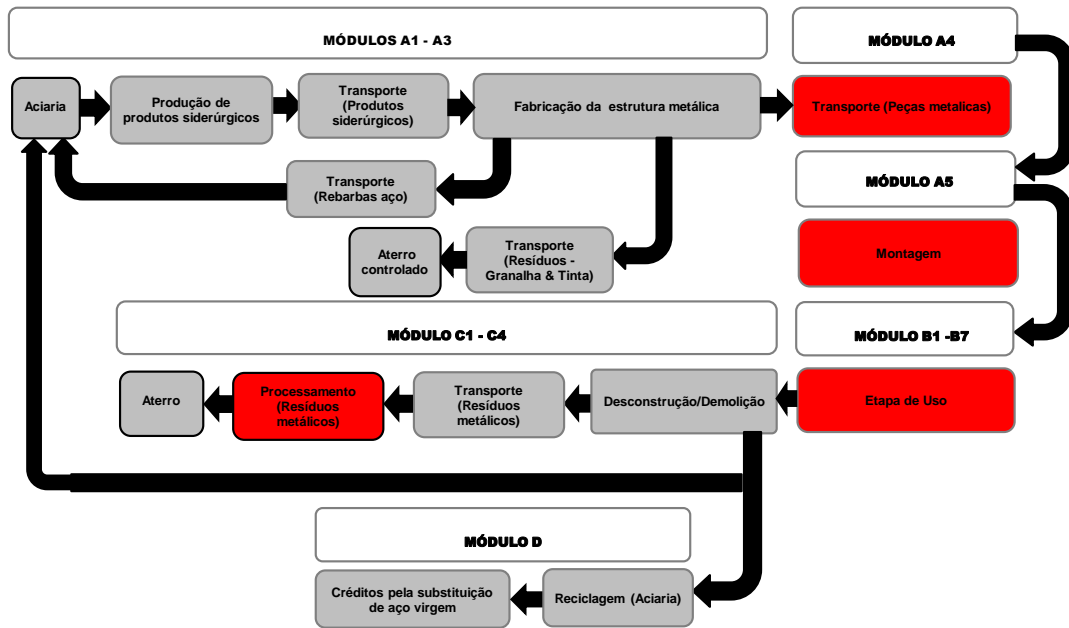 MÓDULOS A1 - A3
MÓDULO A4
Aciaria
Produção de
produtos siderúrgicos
Transporte
(Produtos
siderúrgicos)
Fabricação da estrutura metálica
Transporte (Peças metalicas)
Transporte
(Rebarbas aço)
MÓDULO A5
Aterro
controlado
Transporte
(Resíduos -
Granalha & Tinta)
Montagem
MÓDULO C1 - C4
MÓDULO B1 -B7
Aterro
Processamento
(Resíduos
metálicos)
Transporte
(Resíduos
metálicos)
Desconstrução/Demolição
Etapa de Uso
MÓDULO D
Créditos pela substituição
de aço virgem
Reciclagem (Aciaria)